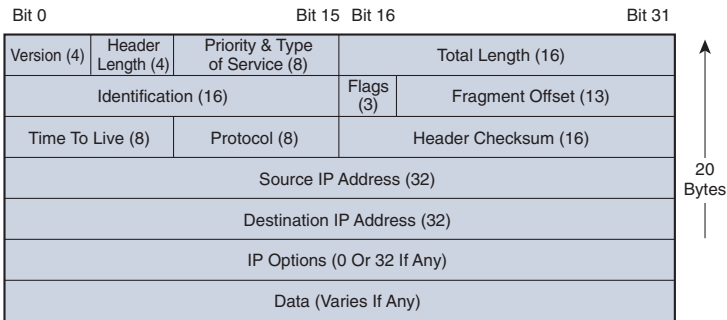 Bit 0 Bit 15 Bit 16 Bit 31
Version (4) Header Length (4) Priority & Type of Service (8) Total Length (16)
Identification (16) Flags (3) Fragment Offset (13)
Time To Live (8) Protocol (8) Header Checksum (16)
Source IP Address (32)
20 Bytes
Destination IP Address (32)
IP Options (0 Or 32 If Any)
Data (Varies If Any)